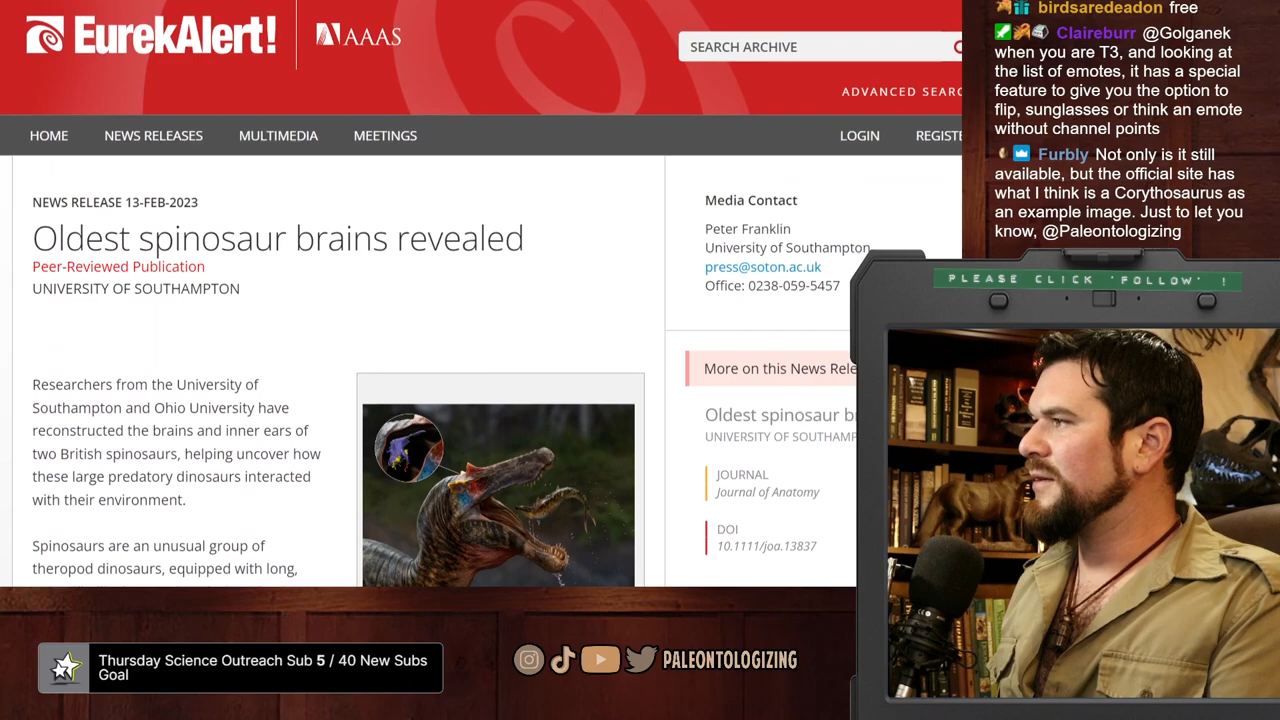 EurekAlert!
AAAS
SEARCH ARCHIVE
ADVANCED SEARC
HOME
NEWS RELEASES
MULTIMEDIA
MEETINGS
LOGIN
REGISTE
NEWS RELEASE 13-FEB-2023
Oldest spinosaur brains revealed
Peer-Reviewed Publication
UNIVERSITY OF SOUTHAMPTON
Researchers from the University of
Southampton and Ohio University have
reconstructed the brains and inner ears of
two British spinosaurs, helping uncover how
these large predatory dinosaurs interacted
with their environment.
Spinosaurs are an unusual group of
theropod dinosaurs, equipped with long,
Media Contact
Peter Franklin
University of Southampton
press@soton.ac.uk
Office: 0238-059-5457
More on this News Rele
Oldest spinosaur b
UNIVERSITY OF SOUTHAMP
JOURNAL
Journal of Anatomy
DOI
10.1111/joa.13837
birdsaredeadon free
Claireburr @Golganek
when you are T3, and looking at
the list of emotes, it has a special
feature to give you the option to
flip, sunglasses or think an emote
without channel points
Furbly Not only is it still
available, but the official site has
what I think is a Corythosaurus as
an example image. Just to let you
know, @Paleontologizing
PLEASE CLICK 'FOLLOW' !
Thursday Science Outreach Sub 5 / 40 New Subs
Goal
PALEONTOLOGIZING